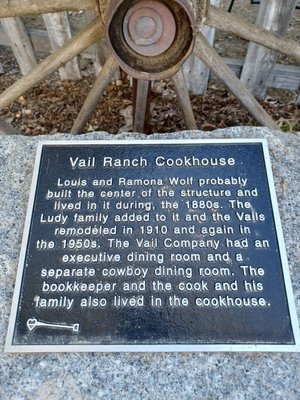 Vail Ranch Cookhouse
Louis and Ramona Wolf probably
built the center of the structure and
lived in it during, the 1880s. The
Ludy family added to it and the Vails
remodeled in 1910 and again in
the 1950s. The Vail Company had an
executive dining room and a
separate cowboy dining room. The
bookkeeper and the cook and his
family also lived in the cookhouse.